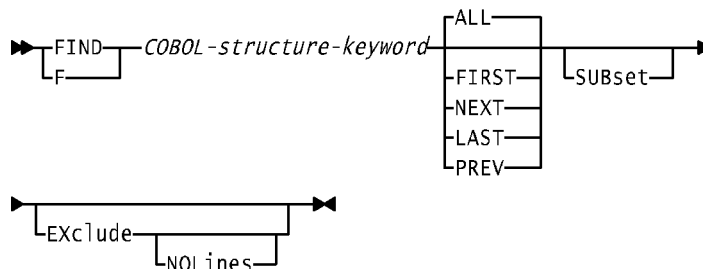 ALL
FIND COBOL-structure-keyword
F FIRST SUBset
NEXT
LAST
PREV
EXclude
NOLines